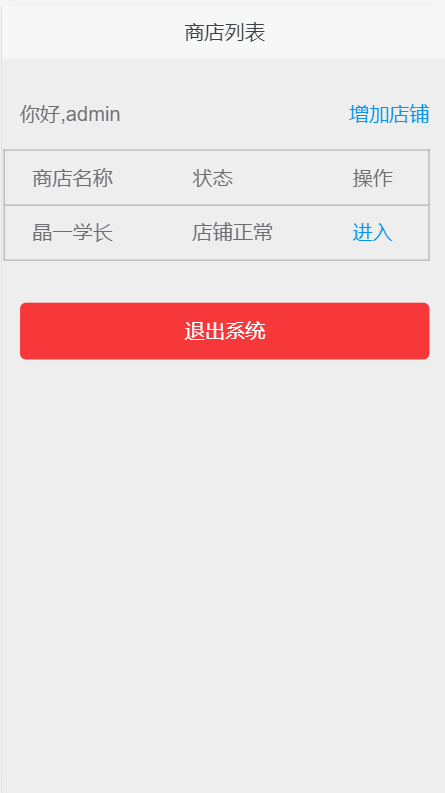 商店列表
你好,admin 增加店铺
商店名称 状态 操作
晶一学长 店铺正常 进入
退出系统